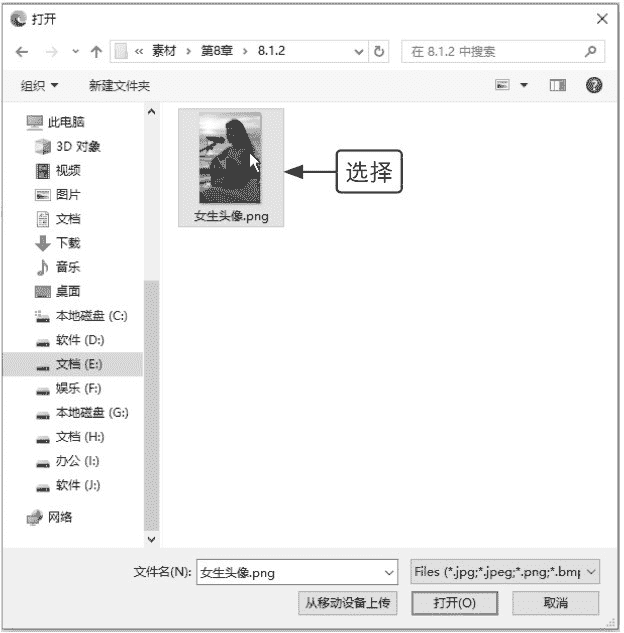 打开
« 素材 › 第8章 › 8.1.2
在 8.1.2 中搜索
组织
新建文件夹
此电脑
3D 对象
视频
图片
文档
下载
音乐
桌面
本地磁盘 (C:)
软件 (D:)
文档 (E:)
娱乐 (F:)
本地磁盘 (G:)
文档 (H:)
办公 (I:)
软件 (J:)
网络
女生头像.png
选择
文件名(N):
女生头像.png
Files (*.jpg;*.jpeg;*.png;*.bmp
从移动设备上传
打开(O)
取消